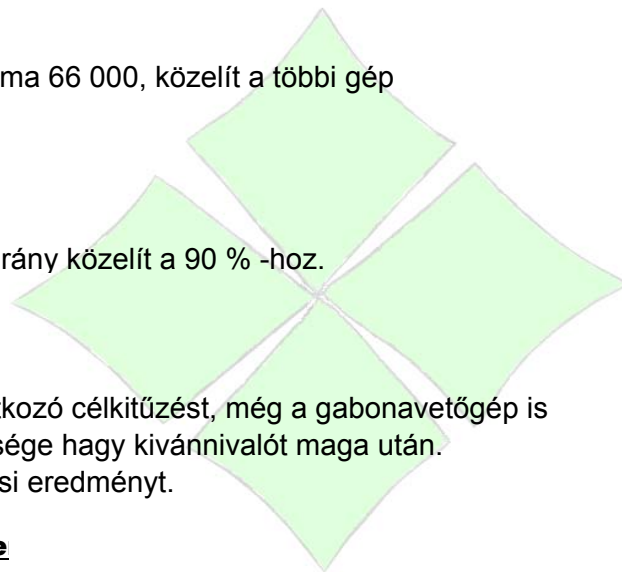 ma 66 000, közelít a többi gép
rány közelít a 90 % -hoz.
tkozó célkitűzést, még a gabonavetőgép is
sége hagy kivánnivalót maga után.
si eredményt.
e